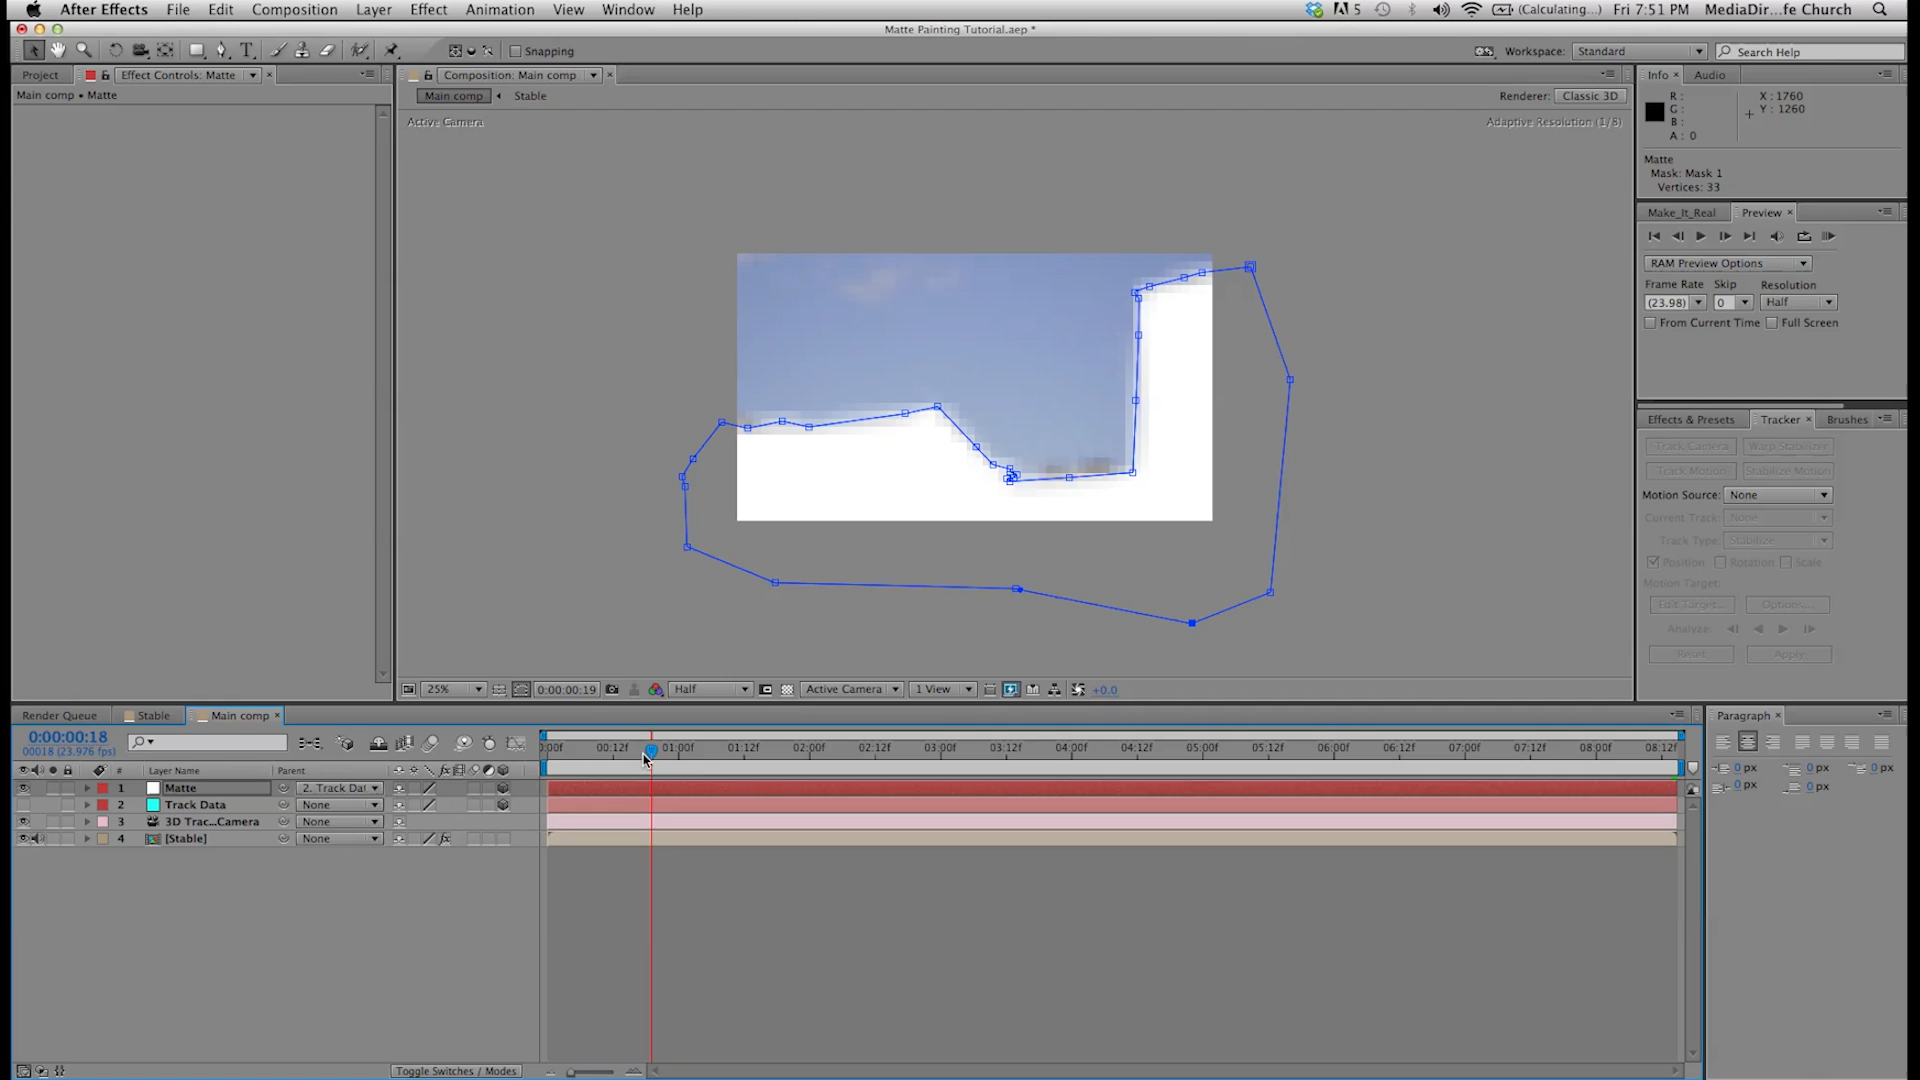 After Effects File Edit Composition Layer Effect Animation View Window Help 5 (Calculating...) Fri 7:51 PM MediaDir...fe Church
Matte Painting Tutorial.aep *
T Snapping Workspace: Standard Search Help
Project Effect Controls: Matte Composition: Main comp Info Audio
Main comp • Matte Main comp Stable Renderer: Classic 3D R: X : 1760
G: Y : 1260
B:
A: 0
Active Camera Adaptive Resolution (1/8)
Matte
Mask: Mask 1
Vertices: 33
Make_It_Real Preview
RAM Preview Options
Frame Rate Skip Resolution
(23.98) 0 Half
From Current Time Full Screen
Effects & Presets Tracker Brushes
Track Camera Warp Stabilizer
Track Motion Stabilize Motion
Motion Source: None
Current Track: None
Track Type: Stabilize
Position Rotation Scale
Motion Target:
Edit Target... Options...
Analyze:
Reset Apply
25% 0:00:00:19 Half Active Camera 1 View +0.0
Render Queue Stable Main comp Paragraph
0:00:00:18
00018 (23.976 fps)
:00f 00:12f 01:00f 01:12f 02:00f 02:12f 03:00f 03:12f 04:00f 04:12f 05:00f 05:12f 06:00f 06:12f 07:00f 07:12f 08:00f 08:12f
# Layer Name Parent fx 0 px 0 px 0 px
1 Matte 2. Track Dat 0 px 0 px
2 Track Data None
3 3D Trac...Camera None
4 [Stable] None fx
Toggle Switches / Modes